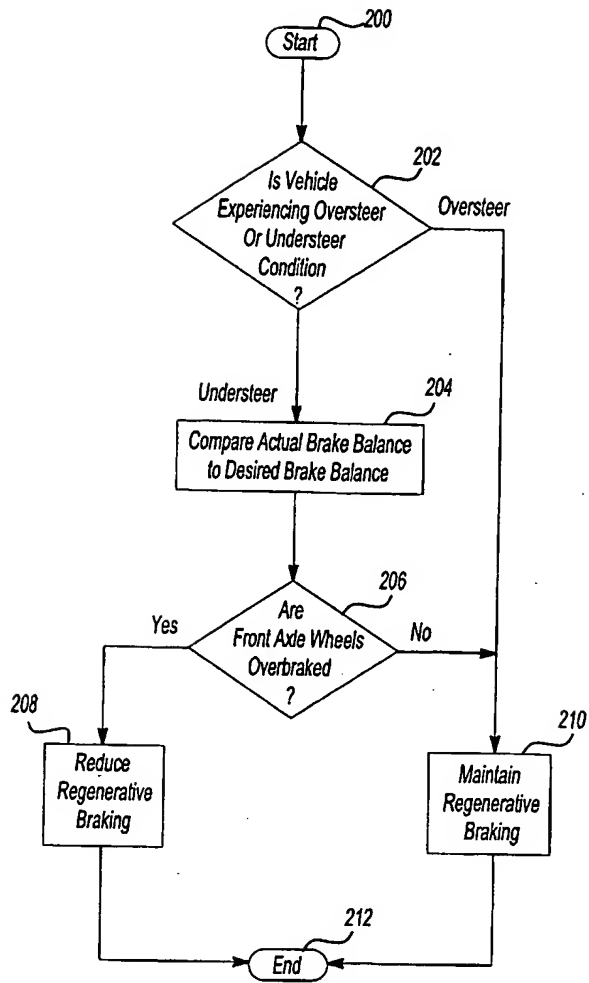 200
Start
202
Is Vehicle
Experiencing Oversteer
Or Understeer
Condition
?
Oversteer
Understeer
204
Compare Actual Brake Balance
to Desired Brake Balance
206
Are
Front Axle Wheels
Overbraked
?
Yes
No
208
Reduce
Regenerative
Braking
210
Maintain
Regenerative
Braking
212
End